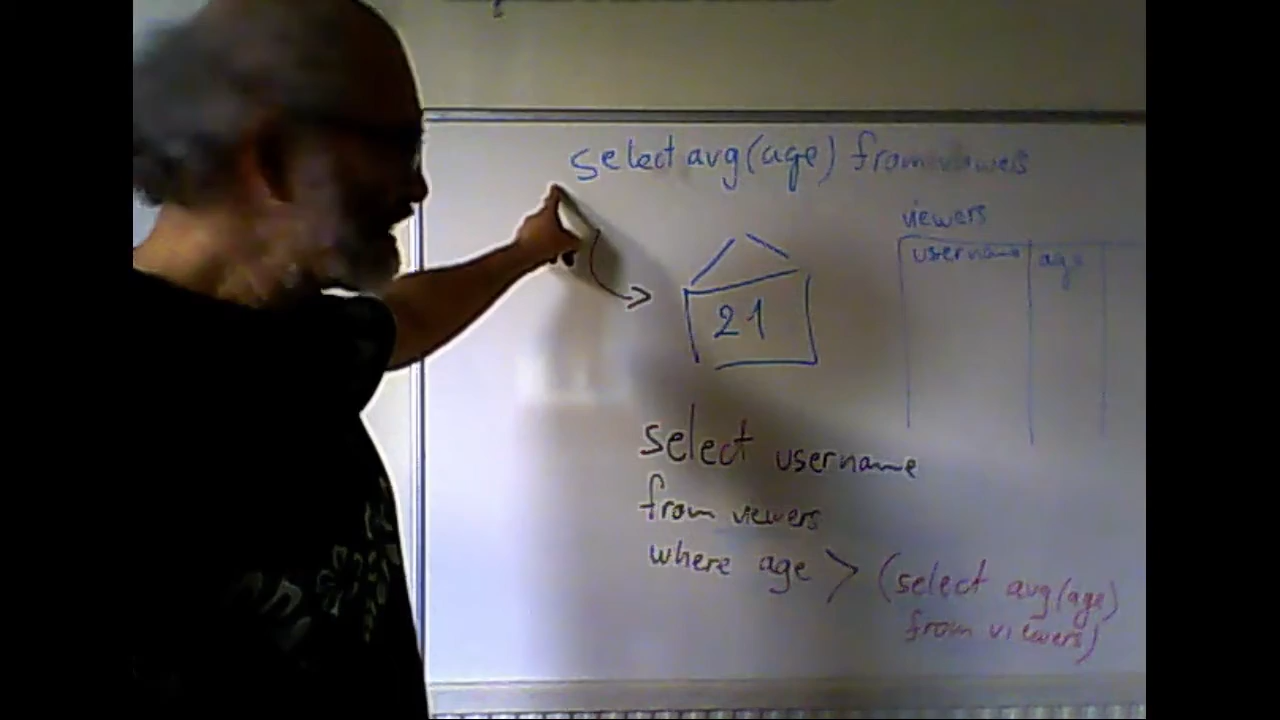 select avg(age) from viewers
viewers
username age
21
select username
from viewers
where age > (select avg(age)
from viewers)